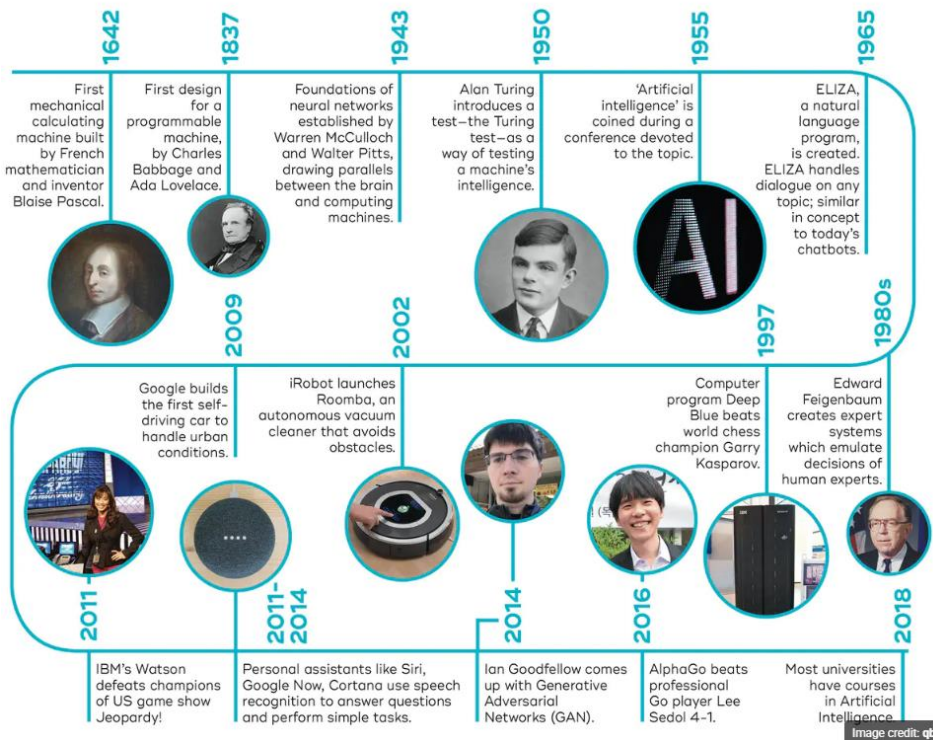 1642
First
mechanical
calculating
machine built
by French
mathematician
and inventor
Blaise Pascal.
1837
First design
for a
programmable
machine,
by Charles
Babbage and
Ada Lovelace.
1943
Foundations of
neural networks
established by
Warren McCulloch
and Walter Pitts,
drawing parallels
between the brain
and computing
machines.
1950
Alan Turing
introduces a
test—the Turing
test—as a
way of testing
a machine's
intelligence.
1955
‘Artificial
intelligence’ is
coined during a
conference devoted
to the topic.
AI
1965
ELIZA,
a natural
language
program,
is created.
ELIZA handles
dialogue on any
topic; similar
in concept
to today's
chatbots.
1980s
Edward
Feigenbaum
creates expert
systems
which emulate
decisions of
human experts.
1997
Computer
program Deep
Blue beats
world chess
champion Garry
Kasparov.
2002
iRobot launches
Roomba, an
autonomous vacuum
cleaner that avoids
obstacles.
2009
Google builds
the first self-
driving car to
handle urban
conditions.
2011
IBM's Watson
defeats champions
of US game show
Jeopardy!
2011-
2014
Personal assistants like Siri,
Google Now, Cortana use speech
recognition to answer questions
and perform simple tasks.
2014
Ian Goodfellow comes
up with Generative
Adversarial
Networks (GAN).
2016
AlphaGo beats
professional
Go player Lee
Sedol 4-1.
2018
Most universities
have courses
in Artificial
Intelligence.
Image credit: